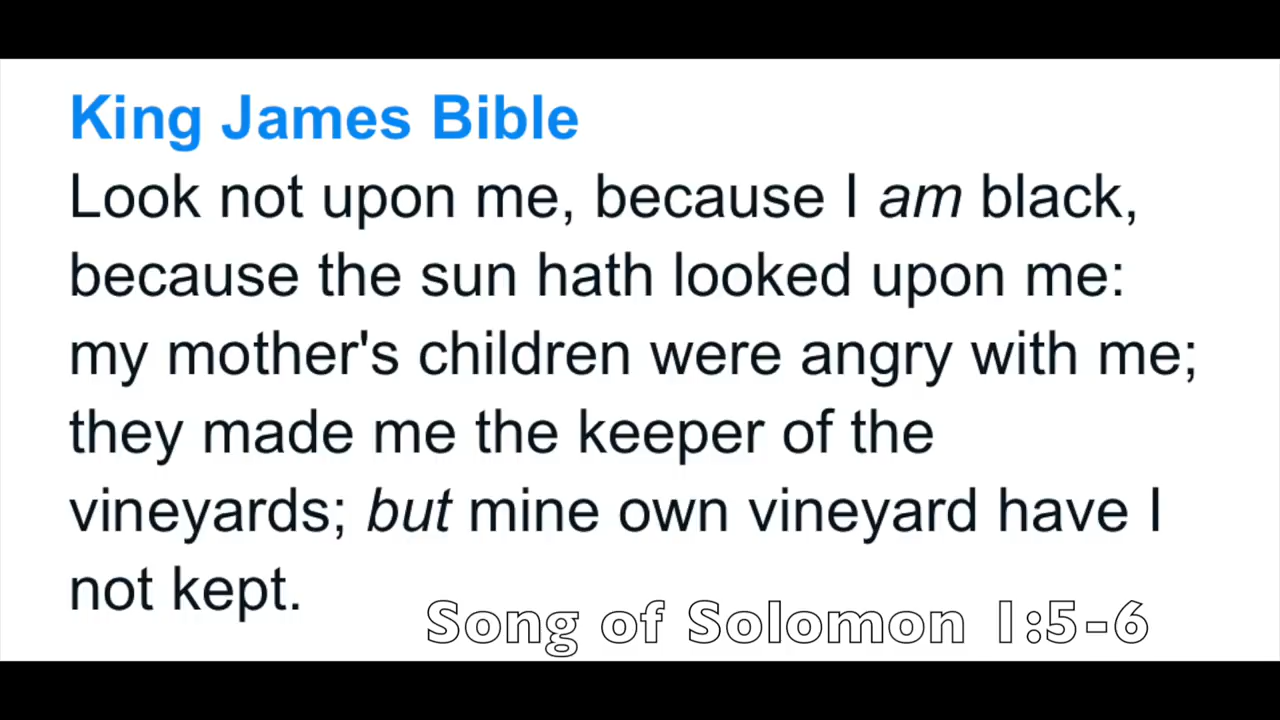 King James Bible
Look not upon me, because I am black,
because the sun hath looked upon me:
my mother's children were angry with me;
they made me the keeper of the
vineyards; but mine own vineyard have I
not kept.
Song of Solomon 1:5-6